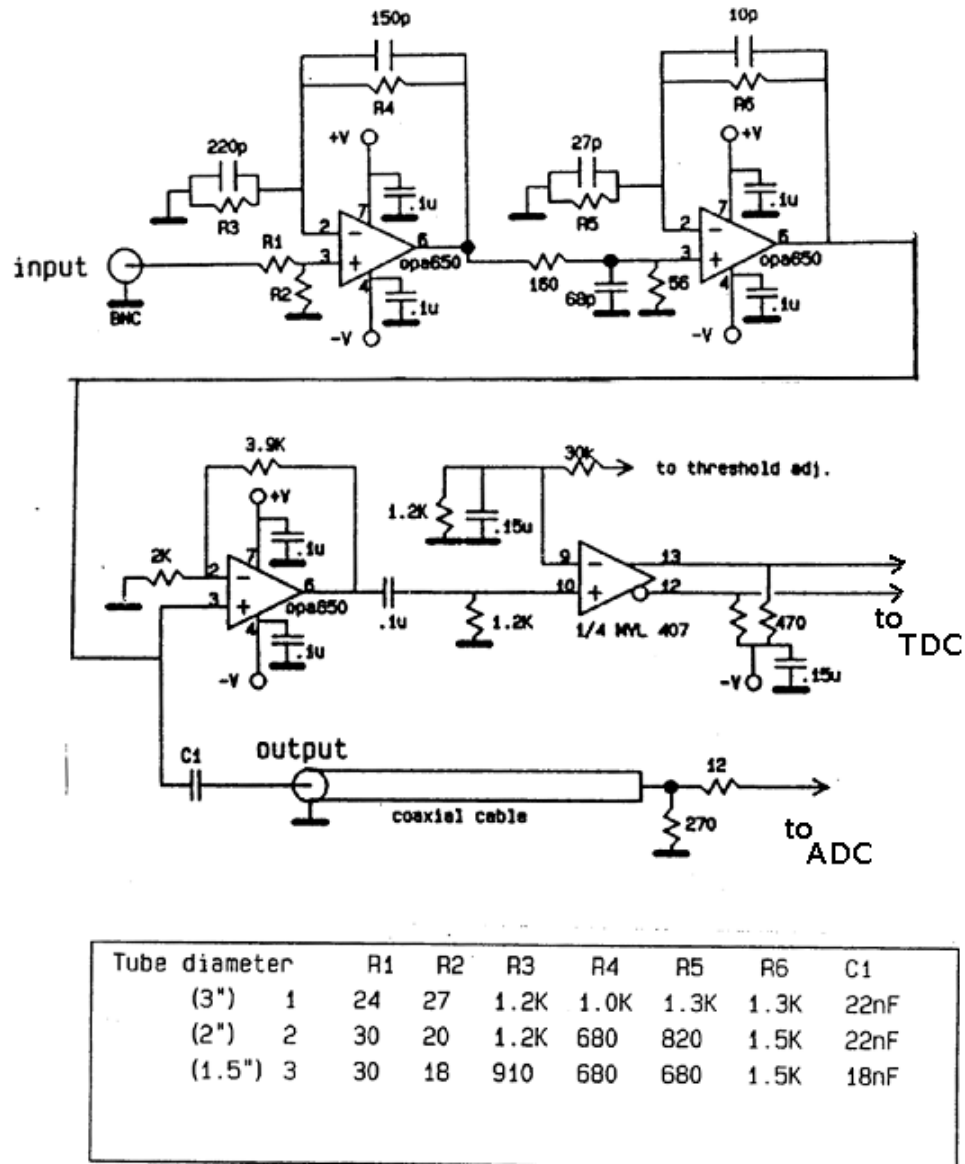 150p
10p
R4
R6
+V
+V
220p
27p
.1u
.1u
R3
R5
7
7
2
2
6
6
input
R1
3
opa650
160
3
opa650
R2
4
68p
56
4
BNC
.1u
.1u
-V
-V
3.9K
30k
to threshold adj.
+V
1.2K
.15u
.1u
2K
7
9
13
2
6
10
12
3
opa650
.1u
1.2K
1/4 MVL 407
470
to TDC
4
.1u
-V
-V
.15u
output
C1
12
coaxial cable
270
to ADC
Tube diameter R1 R2 R3 R4 R5 R6 C1
(3") 1 24 27 1.2K 1.0K 1.3K 1.3K 22nF
(2") 2 30 20 1.2K 680 820 1.5K 22nF
(1.5") 3 30 18 910 680 680 1.5K 18nF